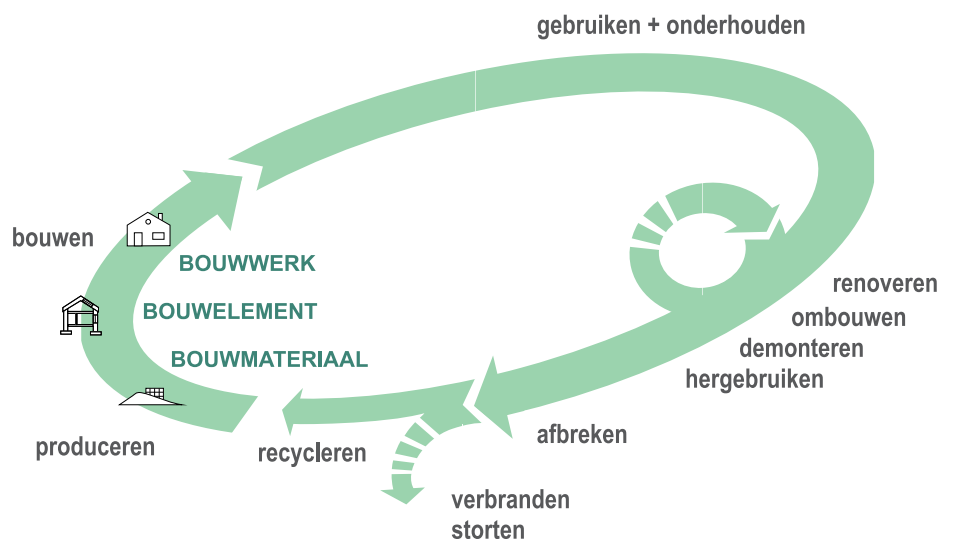 gebruiken + onderhouden
bouwen
BOUWWERK
BOUWELEMENT
BOUWMATERIAAL
produceren
recycleren
renoveren
ombouwen
demonteren
hergebruiken
afbreken
verbranden
storten